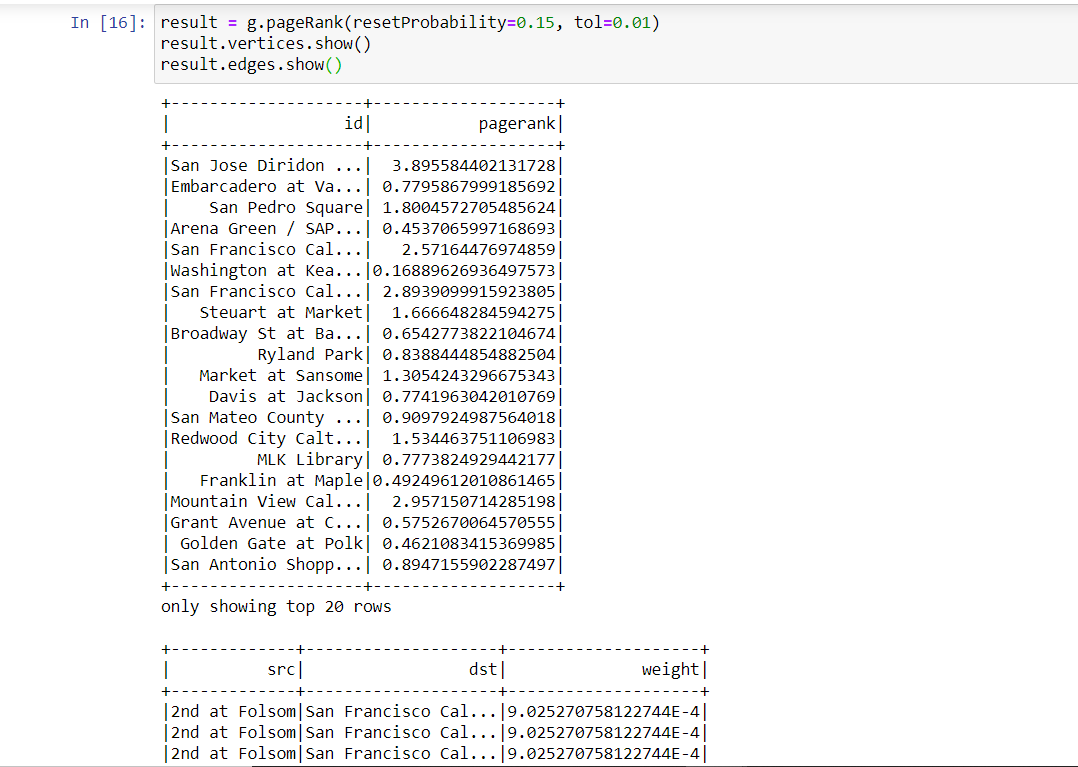 In [16]: result = g.pageRank(resetProbability=0.15, tol=0.01)
result.vertices.show()
result.edges.show()
+--------------------+-------------------+
|                  id|           pagerank|
+--------------------+-------------------+
|San Jose Diridon ...|  3.895584402131728|
|Embarcadero at Va...| 0.7795867999185692|
|    San Pedro Square| 1.8004572705485624|
|Arena Green / SAP...| 0.4537065997168693|
|San Francisco Cal...|   2.57164476974859|
|Washington at Kea...|0.16889626936497573|
|San Francisco Cal...| 2.8939099915923805|
|   Steuart at Market|  1.666648284594275|
|Broadway St at Ba...| 0.6542773822104674|
|         Ryland Park| 0.8388444854882504|
|   Market at Sansome| 1.3054243296675343|
|    Davis at Jackson| 0.7741963042010769|
|San Mateo County ...| 0.9097924987564018|
|Redwood City Calt...|  1.534463751106983|
|         MLK Library| 0.7773824929442177|
|   Franklin at Maple|0.49249612010861465|
|Mountain View Cal...|  2.957150714285198|
|Grant Avenue at C...| 0.5752670064570555|
| Golden Gate at Polk| 0.4621083415369985|
|San Antonio Shopp...| 0.8947155902287497|
+--------------------+-------------------+
only showing top 20 rows
+-------------+--------------------+--------------------+
|          src|                 dst|              weight|
+-------------+--------------------+--------------------+
|2nd at Folsom|San Francisco Cal...|9.025270758122744E-4|
|2nd at Folsom|San Francisco Cal...|9.025270758122744E-4|
|2nd at Folsom|San Francisco Cal...|9.025270758122744E-4|